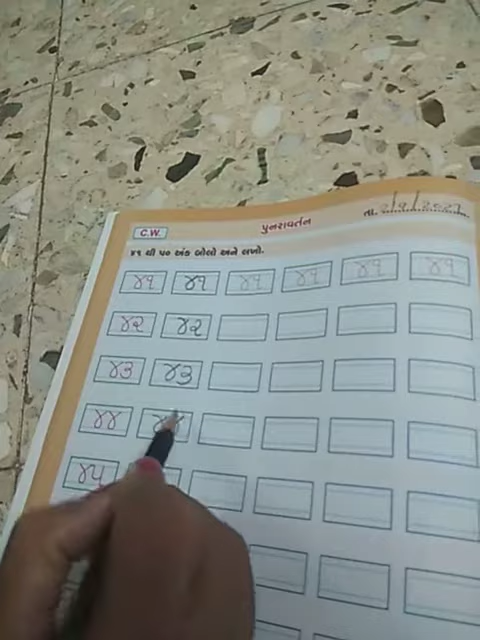 C.W.
પુનરાવર્તન
તા.
૪૧ થી ૫૦ અંક બોલો અને લખો.
૪૧ ૪૧ ૪૧ ૪૧ ૪૧ ૪૧
૪૨ ૪૨
૪૩ ૪૩
૪૪ ૪૪
૪૫